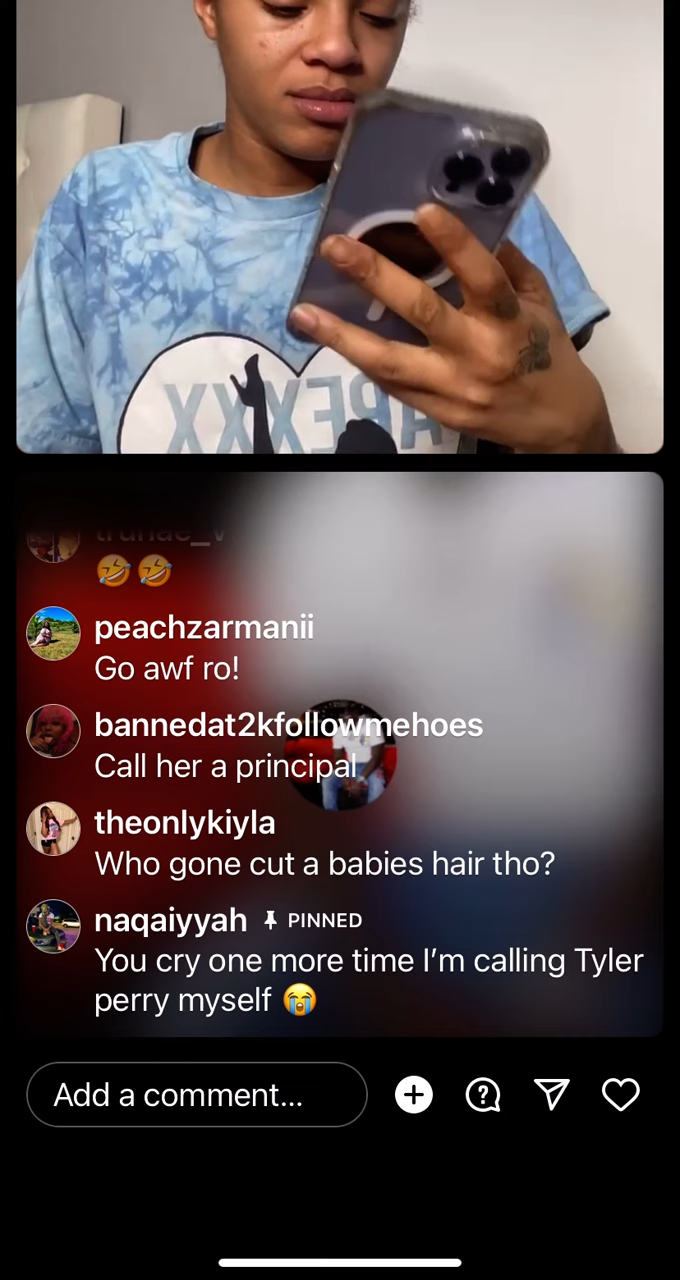 🤣🤣
peachzarmanii
Go awf ro!
bannedat2kfollowmehoes
Call her a principal
theonlykiyla
Who gone cut a babies hair tho?
naqaiyyah PINNED
You cry one more time I’m calling Tyler
perry myself 😭
Add a comment...